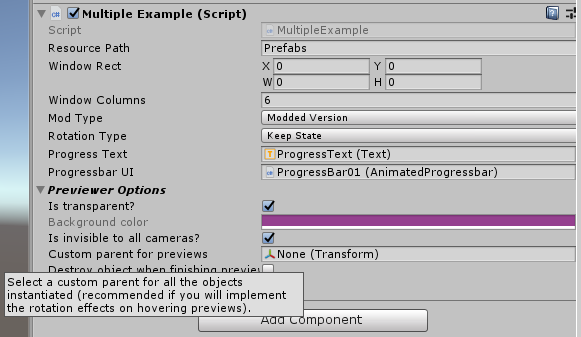 Multiple Example (Script)
Script MultipleExample
Resource Path Prefabs
Window Rect X 0 Y 0
W 0 H 0
Window Columns 6
Mod Type Modded Version
Rotation Type Keep State
Progress Text ProgressText (Text)
Progressbar UI ProgressBar01 (AnimatedProgressbar)
Previewer Options
Is transparent?
Background color
Is invisible to all cameras?
Custom parent for previews None (Transform)
Destroy object when finishing previe
Select a custom parent for all the objects
instantiated (recommended if you will implement
the rotation effects on hovering previews).
Add Component